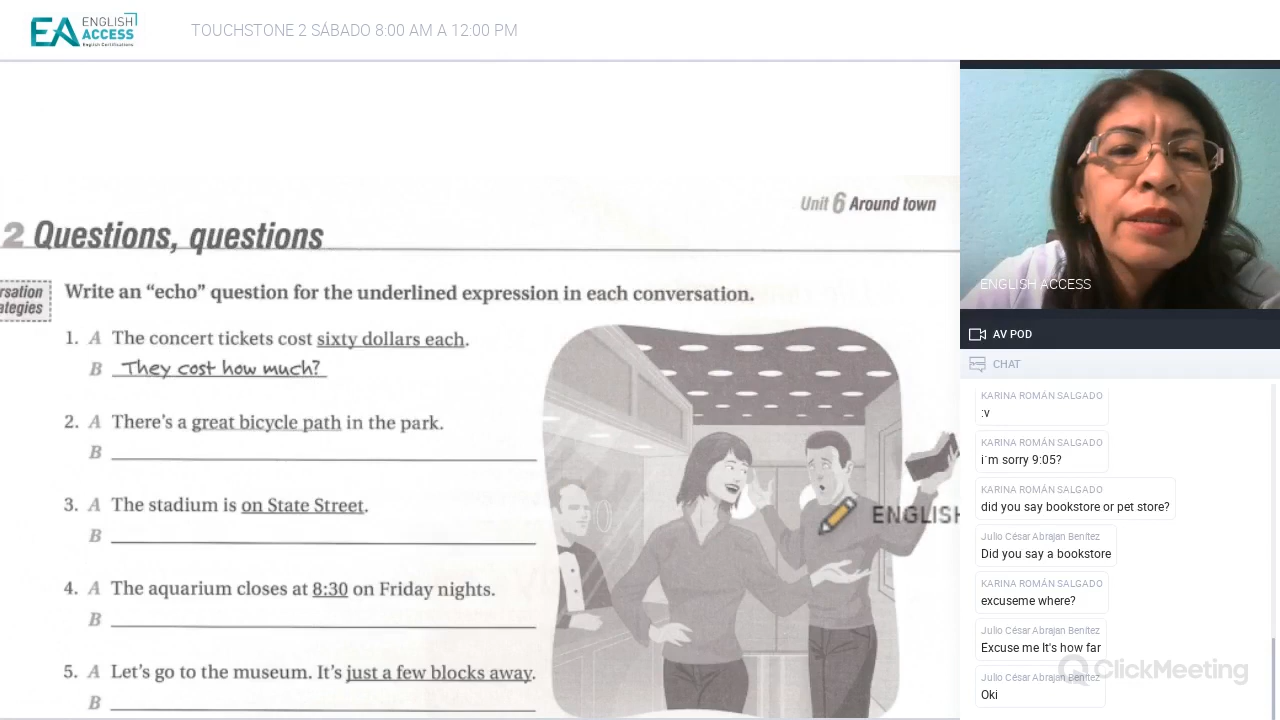 EA ENGLISH ACCESS
English Certifications
TOUCHSTONE 2 SÁBADO 8:00 AM A 12:00 PM
Unit 6 Around town
2 Questions, questions
rsation
ategies
Write an “echo” question for the underlined expression in each conversation.
1. A The concert tickets cost sixty dollars each.
B They cost how much?
2. A There's a great bicycle path in the park.
B
3. A The stadium is on State Street.
B
4. A The aquarium closes at 8:30 on Friday nights.
B
5. A Let's go to the museum. It's just a few blocks away.
B
ENGLISH
ENGLISH ACCESS
AV POD
CHAT
KARINA ROMÁN SALGADO
:v
KARINA ROMÁN SALGADO
i´m sorry 9:05?
KARINA ROMÁN SALGADO
did you say bookstore or pet store?
Julio César Abrajan Benítez
Did you say a bookstore
KARINA ROMÁN SALGADO
excuseme where?
Julio César Abrajan Benítez
Excuse me It's how far
Julio César Abrajan Benítez
Oki
ClickMeeting